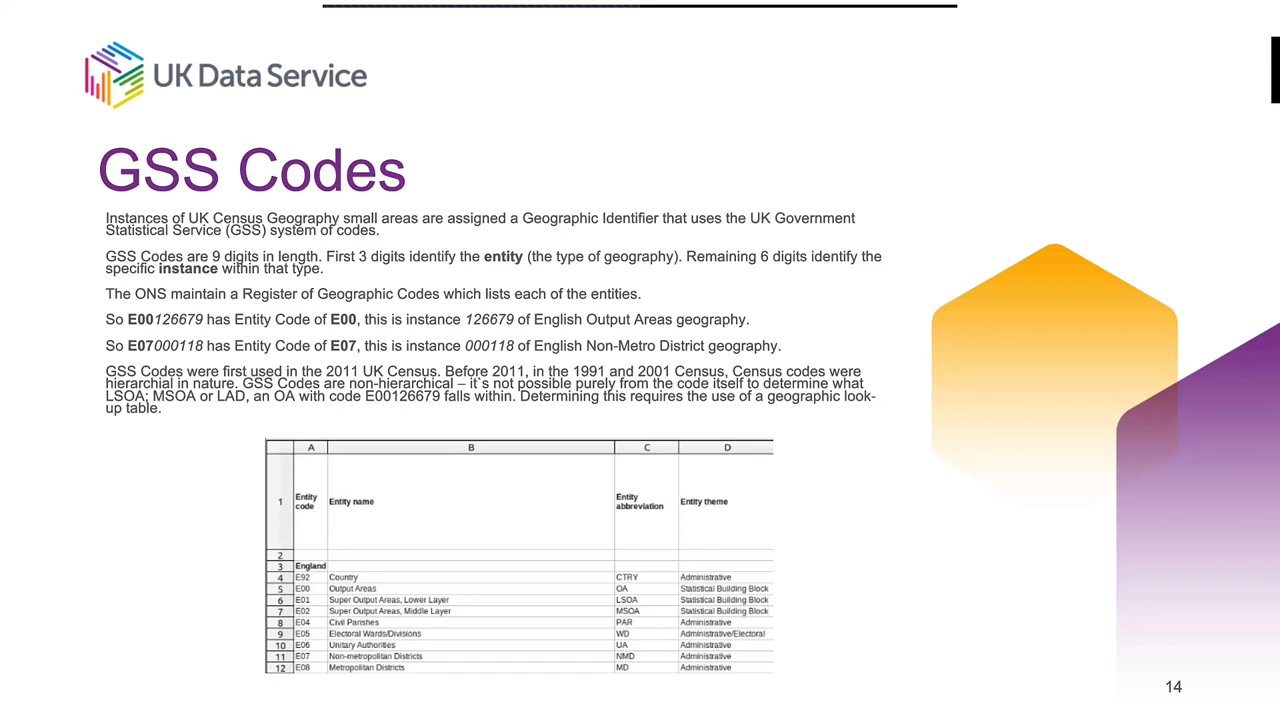 UK Data Service
GSS Codes
Instances of UK Census Geography small areas are assigned a Geographic Identifier that uses the UK Government
Statistical Service (GSS) system of codes.
GSS Codes are 9 digits in length. First 3 digits identify the entity (the type of geography). Remaining 6 digits identify the
specific instance within that type.
The ONS maintain a Register of Geographic Codes which lists each of the entities.
So E00126679 has Entity Code of E00, this is instance 126679 of English Output Areas geography.
So E07000118 has Entity Code of E07, this is instance 000118 of English Non-Metro District geography.
GSS Codes were first used in the 2011 UK Census. Before 2011, in the 1991 and 2001 Census, Census codes were
hierarchial in nature. GSS Codes are non-hierarchical – it`s not possible purely from the code itself to determine what
LSOA; MSOA or LAD, an OA with code E00126679 falls within. Determining this requires the use of a geographic look-
up table.
A B C D
1 Entity code Entity name Entity abbreviation Entity theme
2
3 England
4 E92 Country CTRY Administrative
5 E00 Output Areas OA Statistical Building Block
6 E01 Super Output Areas, Lower Layer LSOA Statistical Building Block
7 E02 Super Output Areas, Middle Layer MSOA Statistical Building Block
8 E04 Civil Parishes PAR Administrative
9 E05 Electoral Wards/Divisions WD Administrative/Electoral
10 E06 Unitary Authorities UA Administrative
11 E07 Non-metropolitan Districts NMD Administrative
12 E08 Metropolitan Districts MD Administrative
14